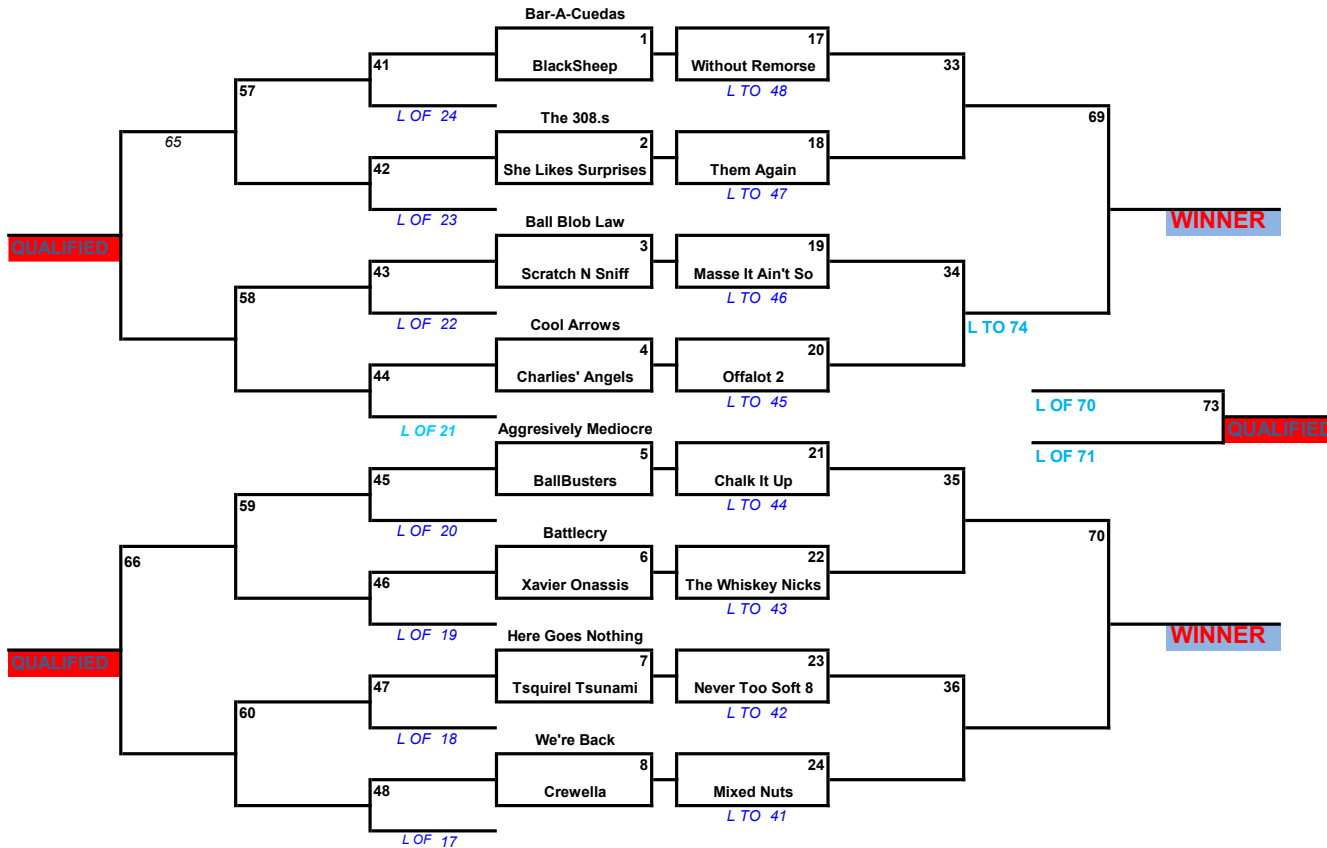 Bar-A-Cuedas
1 17
41 BlackSheep Without Remorse 33
57 L TO 48
L OF 24 The 308.s 69
65 2 18
42 She Likes Surprises Them Again
L TO 47
L OF 23 Ball Blob Law WINNER
QUALIFIED 3 19
43 Scratch N Sniff Masse It Ain't So 34
58 L TO 46
L OF 22 Cool Arrows L TO 74
4 20
44 Charlies' Angels Offalot 2
L TO 45 L OF 70 73
L OF 21 Aggresively Mediocre QUALIFIED
5 21 L OF 71
45 BallBusters Chalk It Up 35
59 L TO 44
L OF 20 Battlecry 70
66 6 22
46 Xavier Onassis The Whiskey Nicks
L TO 43
L OF 19 Here Goes Nothing WINNER
QUALIFIED 7 23
47 Tsquirel Tsunami Never Too Soft 8 36
60 L TO 42
L OF 18 We're Back
8 24
48 Crewella Mixed Nuts
L TO 41
L OF 17